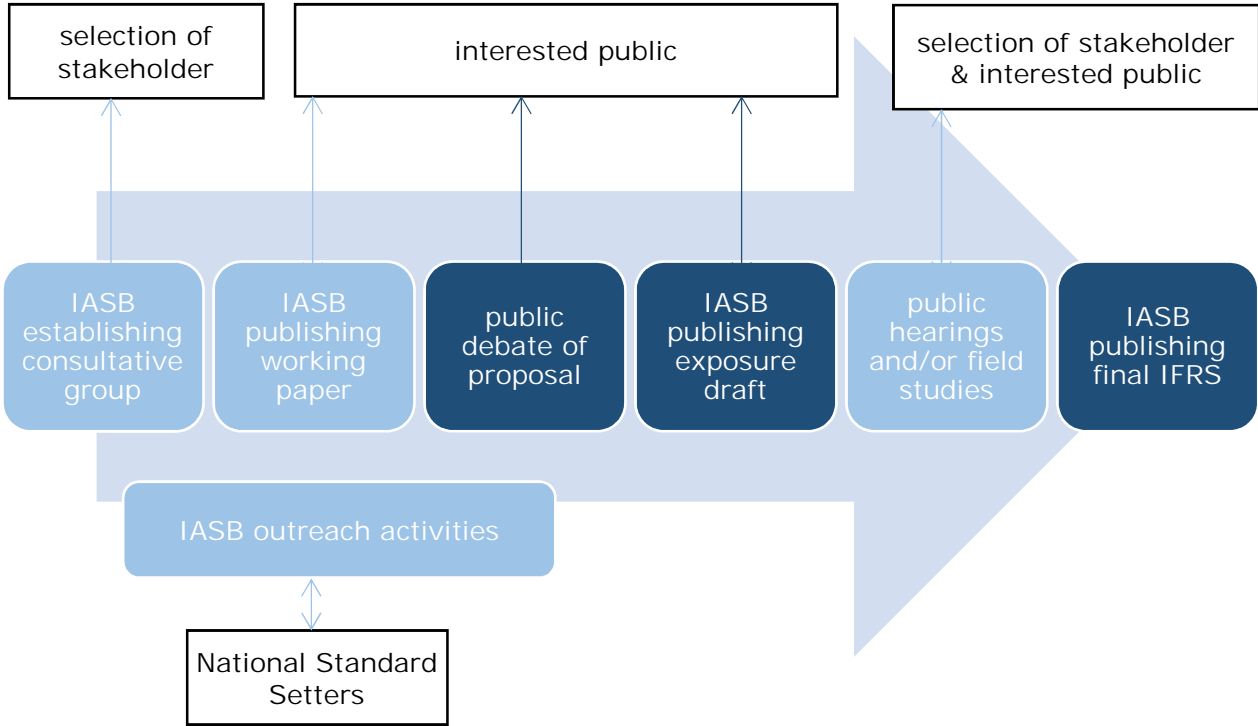 selection of
stakeholder
interested public
selection of stakeholder
& interested public
IASB
establishing
consultative
group
IASB
publishing
working
paper
public
debate of
proposal
IASB
publishing
exposure
draft
public
hearings
and/or field
studies
IASB
publishing
final IFRS
IASB outreach activities
National Standard
Setters